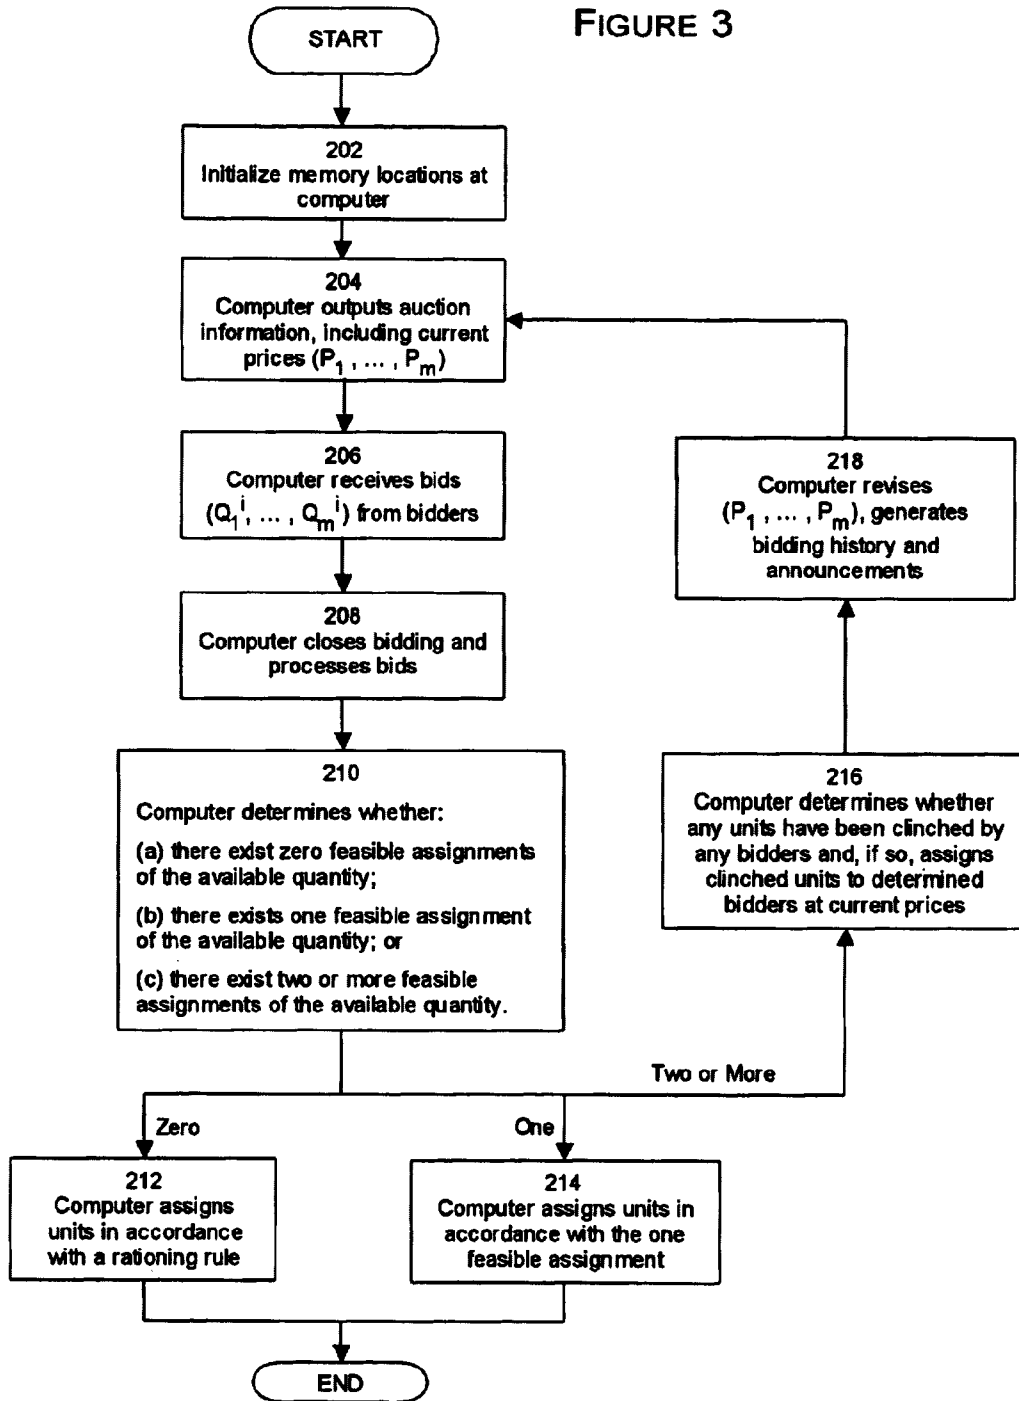 FIGURE 3
START
202
Initialize memory locations at
computer
204
Computer outputs auction
information, including current
prices (P1 , ... , Pm)
206
Computer receives bids
(Q1^i, ... , Qm^i) from bidders
208
Computer closes bidding and
processes bids
210
Computer determines whether:
(a) there exist zero feasible assignments
of the available quantity;
(b) there exists one feasible assignment
of the available quantity; or
(c) there exist two or more feasible
assignments of the available quantity.
218
Computer revises
(P1 , ... , Pm), generates
bidding history and
announcements
216
Computer determines whether
any units have been clinched by
any bidders and, if so, assigns
clinched units to determined
bidders at current prices
Two or More
Zero
One
212
Computer assigns
units in accordance
with a rationing rule
214
Computer assigns units in
accordance with the one
feasible assignment
END